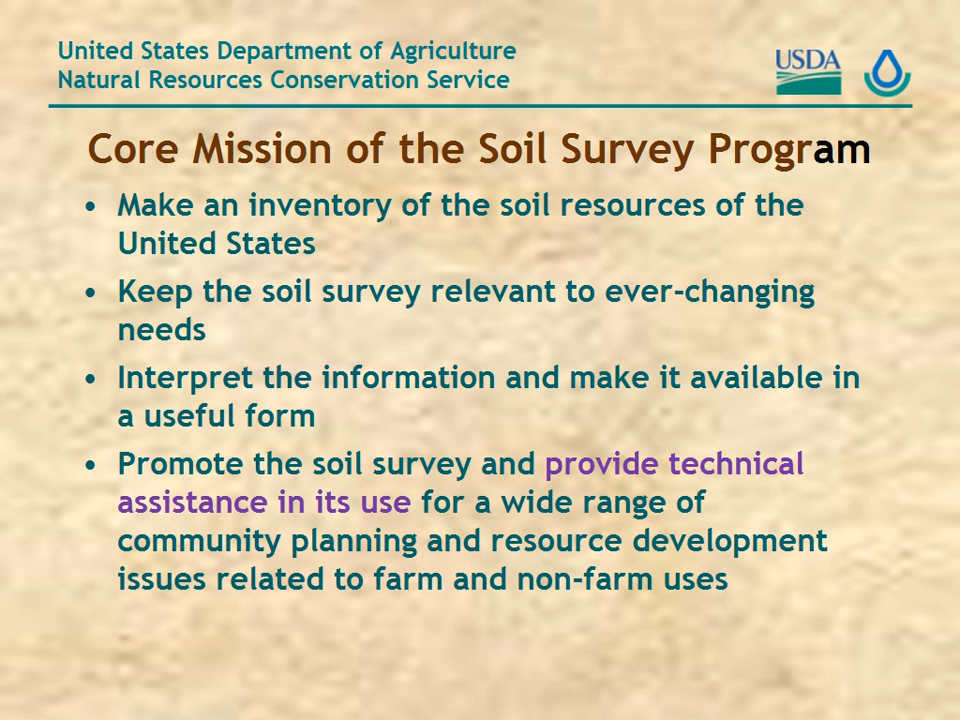 United States Department of Agriculture
Natural Resources Conservation Service
USDA
Core Mission of the Soil Survey Program
• Make an inventory of the soil resources of the
United States
• Keep the soil survey relevant to ever-changing
needs
• Interpret the information and make it available in
a useful form
• Promote the soil survey and provide technical
assistance in its use for a wide range of
community planning and resource development
issues related to farm and non-farm uses